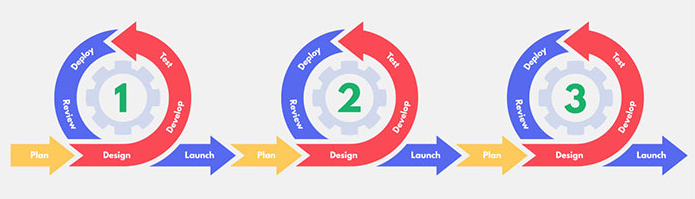 Plan
Design
Develop
Test
Deploy
Review
Launch
1
Plan
Design
Develop
Test
Deploy
Review
Launch
2
Plan
Design
Develop
Test
Deploy
Review
Launch
3